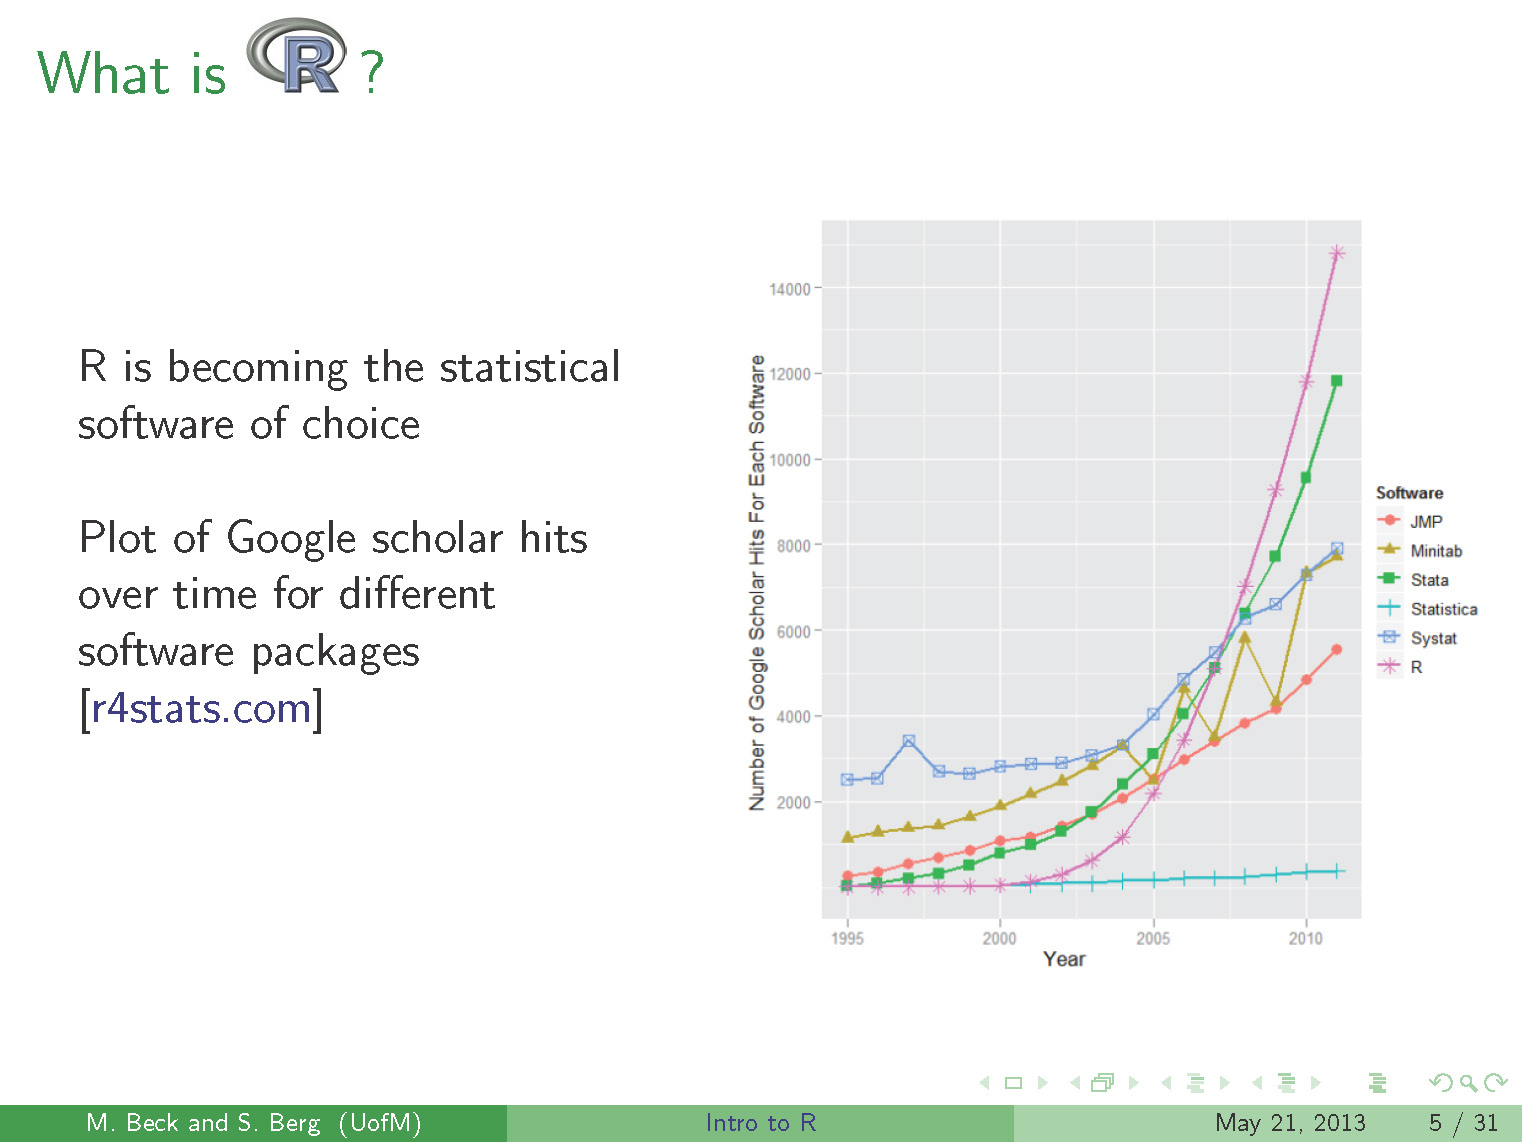 What is R ?
R is becoming the statistical
software of choice
Plot of Google scholar hits
over time for different
software packages
[r4stats.com]
Number of Google Scholar Hits For Each Software
14000
12000
10000
8000
6000
4000
2000
1995 2000 2005 2010
Year
Software
JMP
Minitab
Stata
Statistica
Systat
R
M. Beck and S. Berg (UofM) Intro to R May 21, 2013 5 / 31